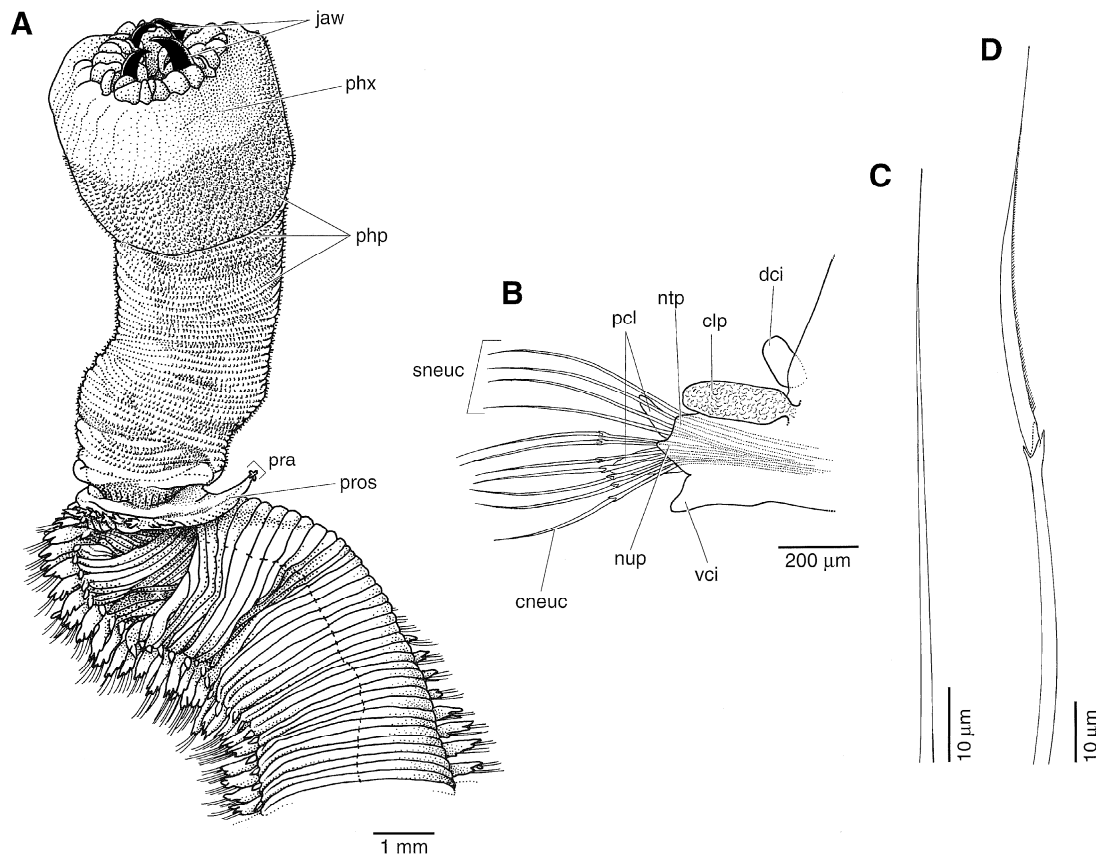 A
jaw
phx
php
pra
pros
1 mm
B
sneuc
pcl
ntp
clp
dci
nup
vci
cneuc
200 µm
C
10 µm
D
10 µm